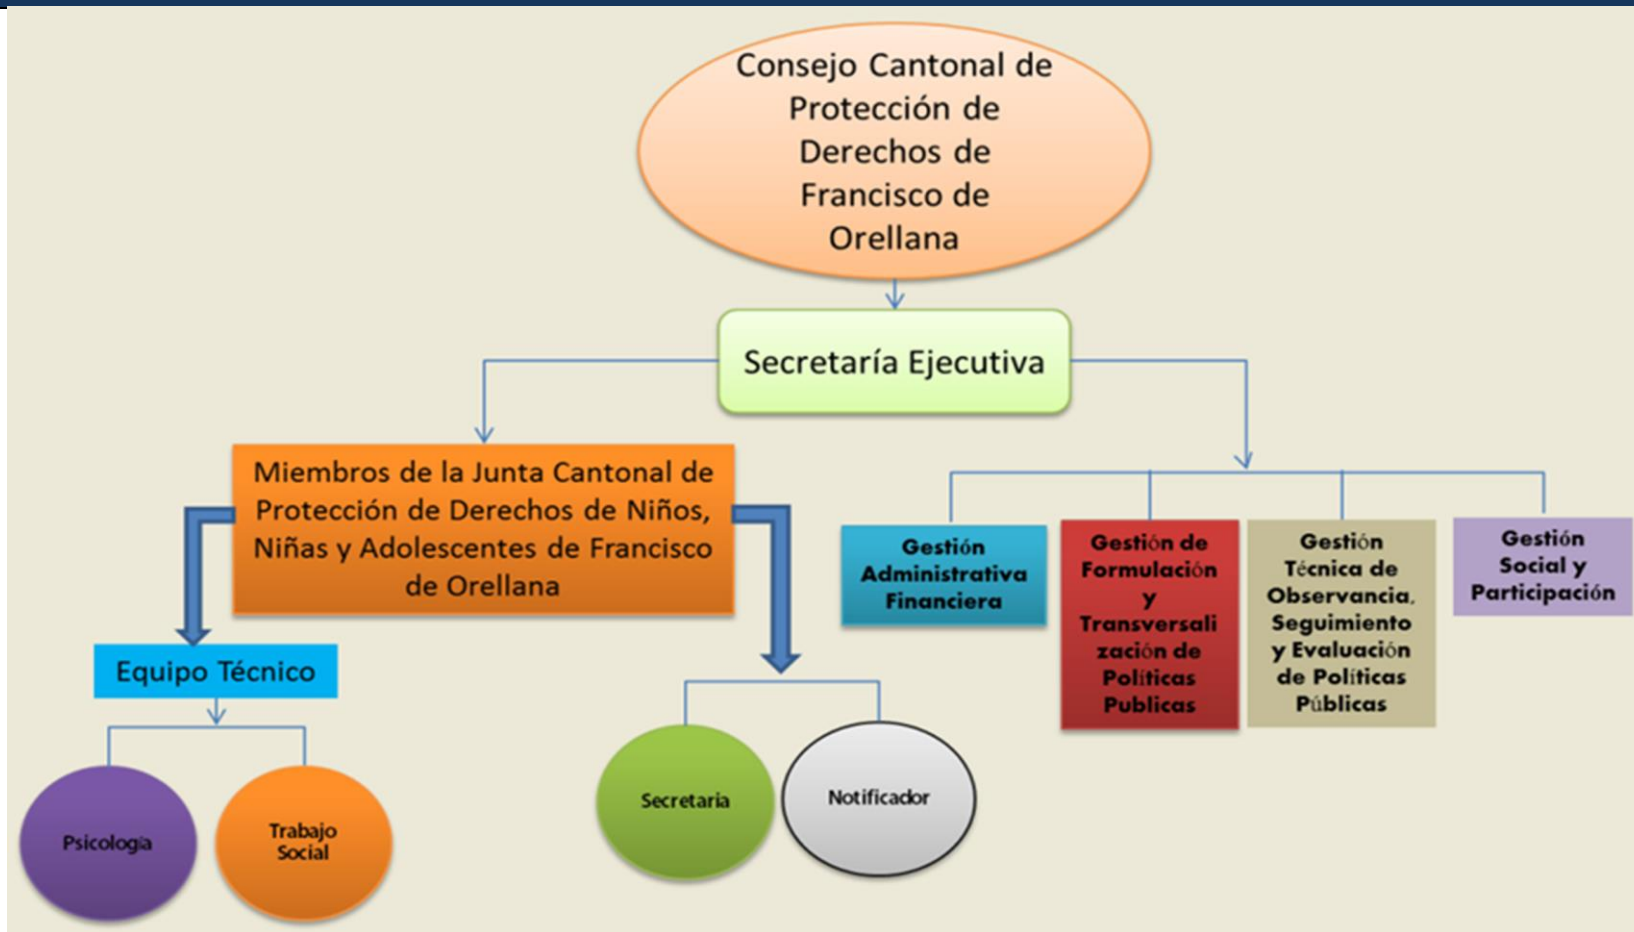 Consejo Cantonal de
Protección de
Derechos de
Francisco de
Orellana
Secretaría Ejecutiva
Miembros de la Junta Cantonal de
Protección de Derechos de Niños,
Niñas y Adolescentes de Francisco
de Orellana
Gestión
Administrativa
Financiera
Gestión de
Formulación
y
Transversali
zación de
Políticas
Publicas
Gestión
Técnica de
Observancia,
Seguimiento
y Evaluación
de Políticas
Públicas
Gestión
Social y
Participación
Equipo Técnico
Psicología
Trabajo
Social
Secretaria
Notificador